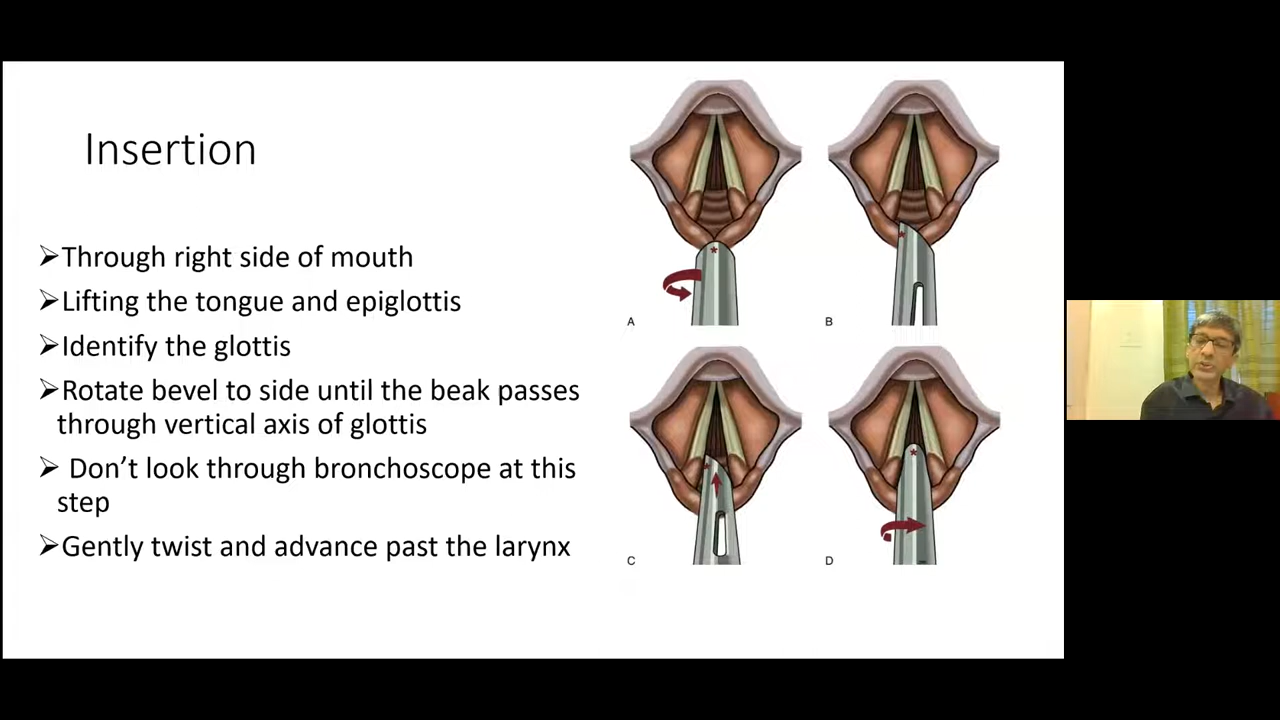 Insertion
➢Through right side of mouth
➢Lifting the tongue and epiglottis
➢Identify the glottis
➢Rotate bevel to side until the beak passes
through vertical axis of glottis
➢ Don’t look through bronchoscope at this
step
➢Gently twist and advance past the larynx
*
*
A
B
*
*
C
D